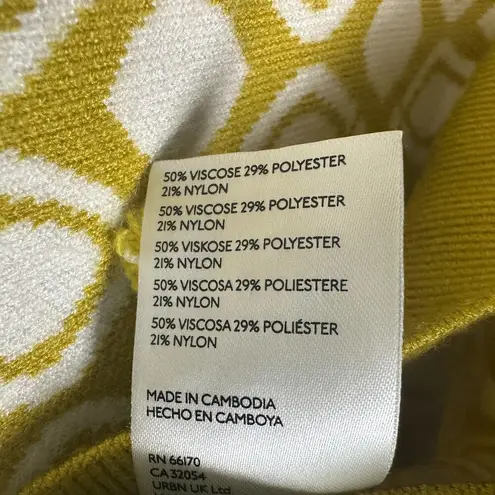 50% VISCOSE 29% POLYESTER
21% NYLON
50% VISCOSE 29% POLYESTER
21% NYLON
50% VISKOSE 29% POLYESTER
21% NYLON
50% VISCOSA 29% POLIESTERE
21% NYLON
50% VISCOSA 29% POLIÉSTER
21% NYLON
MADE IN CAMBODIA
HECHO EN CAMBOYA
RN 66170
CA32054
URBN UK Ltd